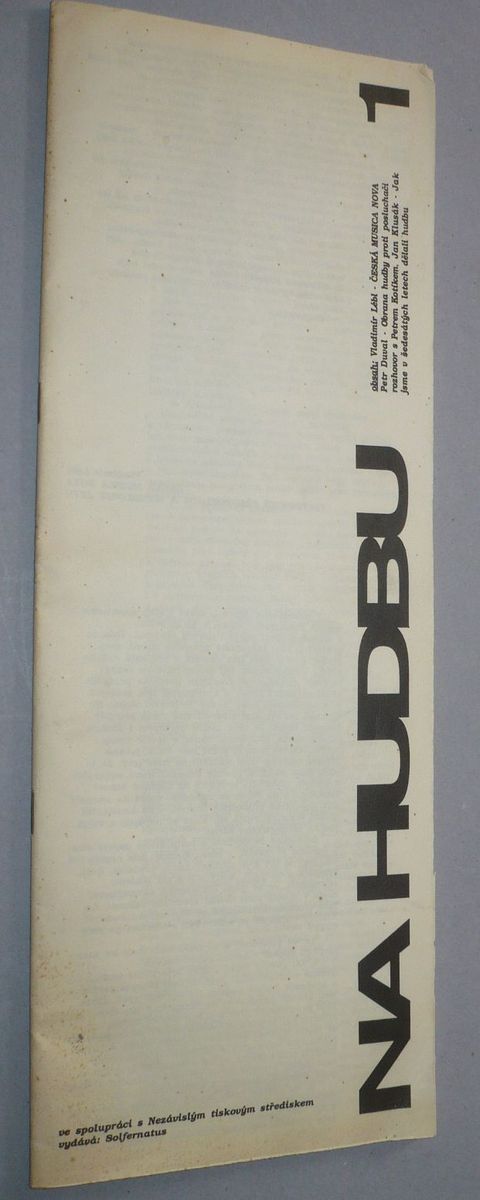 NA HUDBU 1
obsah: Vladimír Lébl - ČESKÁ MUSICA NOVA
Petr Duval - Obrana hudby proti posluchači
rozhovor s Petrem Kotíkem, Jan Klusák - Jak
jsme v šedesátých letech dělali hudbu
ve spolupráci s Nezávislým tiskovým střediskem
vydává: Solfernatus